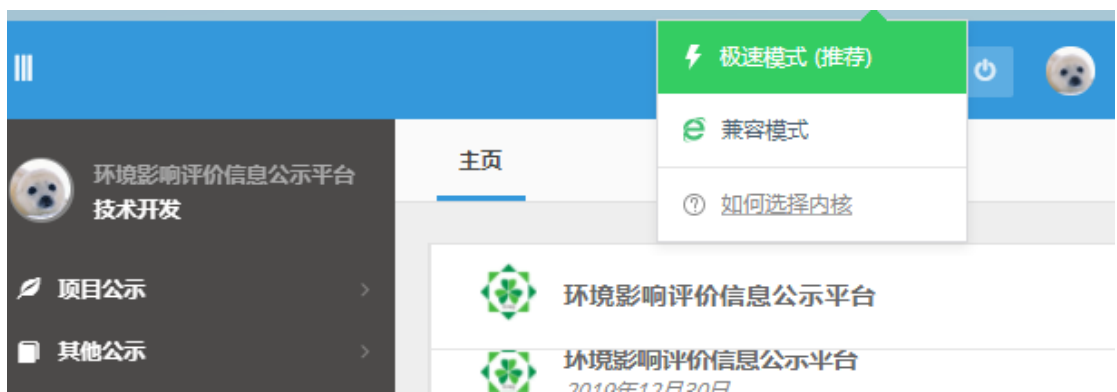 极速模式 (推荐)
兼容模式
如何选择内核
环境影响评价信息公示平台
技术开发
主页
项目公示
其他公示
环境影响评价信息公示平台
环境影响评价信息公示平台
2019年12月30日